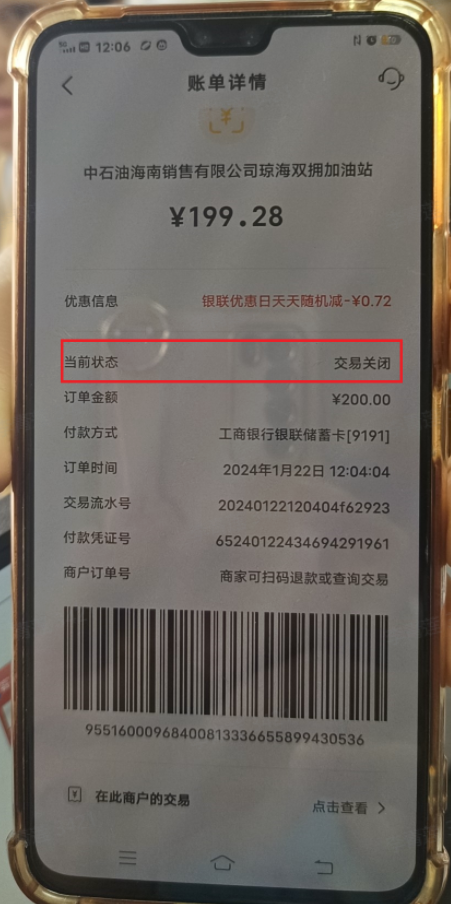 12:06
账单详情
中石油海南销售有限公司琼海双拥加油站
¥199.28
优惠信息 银联优惠日天天随机减-¥0.72
当前状态 交易关闭
订单金额 ¥200.00
付款方式 工商银行银联储蓄卡[9191]
订单时间 2024年1月22日 12:04:04
交易流水号 20240122120404f62923
付款凭证号 65240122434694291961
商户订单号 商家可扫码退款或查询交易
95516000968400813336655899430536
在此商户的交易 点击查看 >